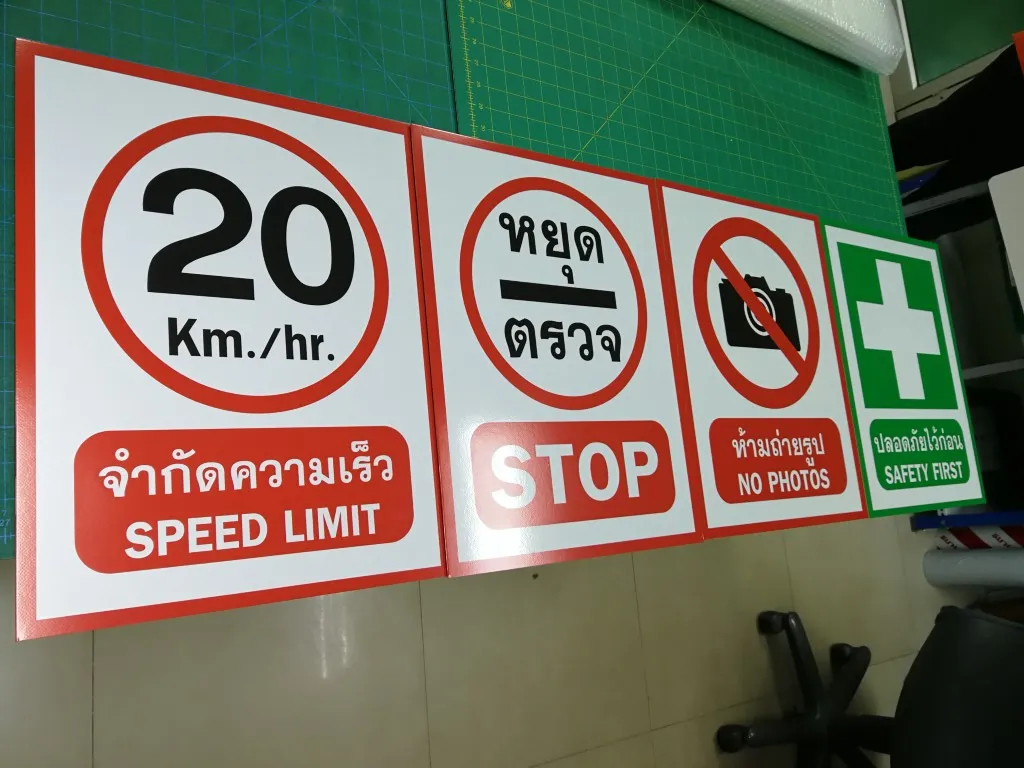 20
Km./hr.
จำกัดความเร็ว
SPEED LIMIT
หยุด
ตรวจ
STOP
ห้ามถ่ายรูป
NO PHOTOS
ปลอดภัยไว้ก่อน
SAFETY FIRST